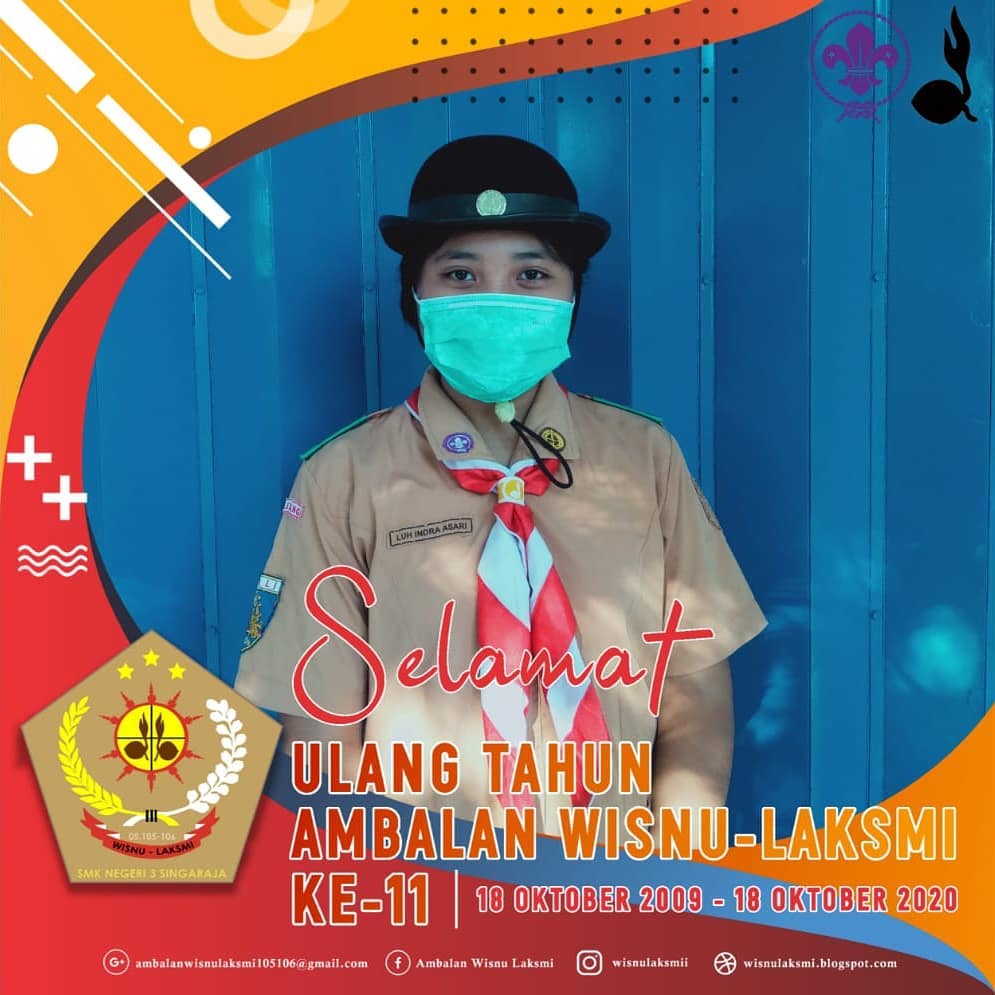 LUH INDRA ASARI
Selamat
ULANG TAHUN
AMBALAN WISNU-LAKSMI
KE-11 | 18 OKTOBER 2009 - 18 OKTOBER 2020
III
05.105-106
WISNU - LAKSMI
SMK NEGERI 3 SINGARAJA
G+ ambalanwisnulaksmi105106@gmail.com f Ambalan Wisnu Laksmi wisnulaksmii wisnulaksmi.blogspot.com